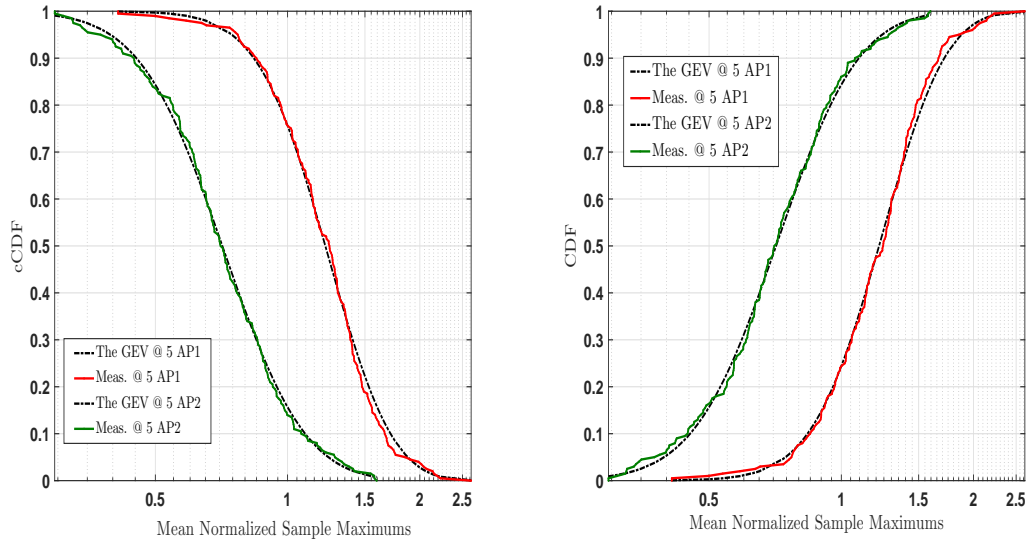 1
0.9
0.8
0.7
0.6
0.5
0.4
0.3
0.2
0.1
0
cCDF
The GEV @ 5 AP1
Meas. @ 5 AP1
The GEV @ 5 AP2
Meas. @ 5 AP2
0.5 1 1.5 2 2.5
Mean Normalized Sample Maximums
1
0.9
0.8
0.7
0.6
0.5
0.4
0.3
0.2
0.1
0
CDF
The GEV @ 5 AP1
Meas. @ 5 AP1
The GEV @ 5 AP2
Meas. @ 5 AP2
0.5 1 1.5 2 2.5
Mean Normalized Sample Maximums